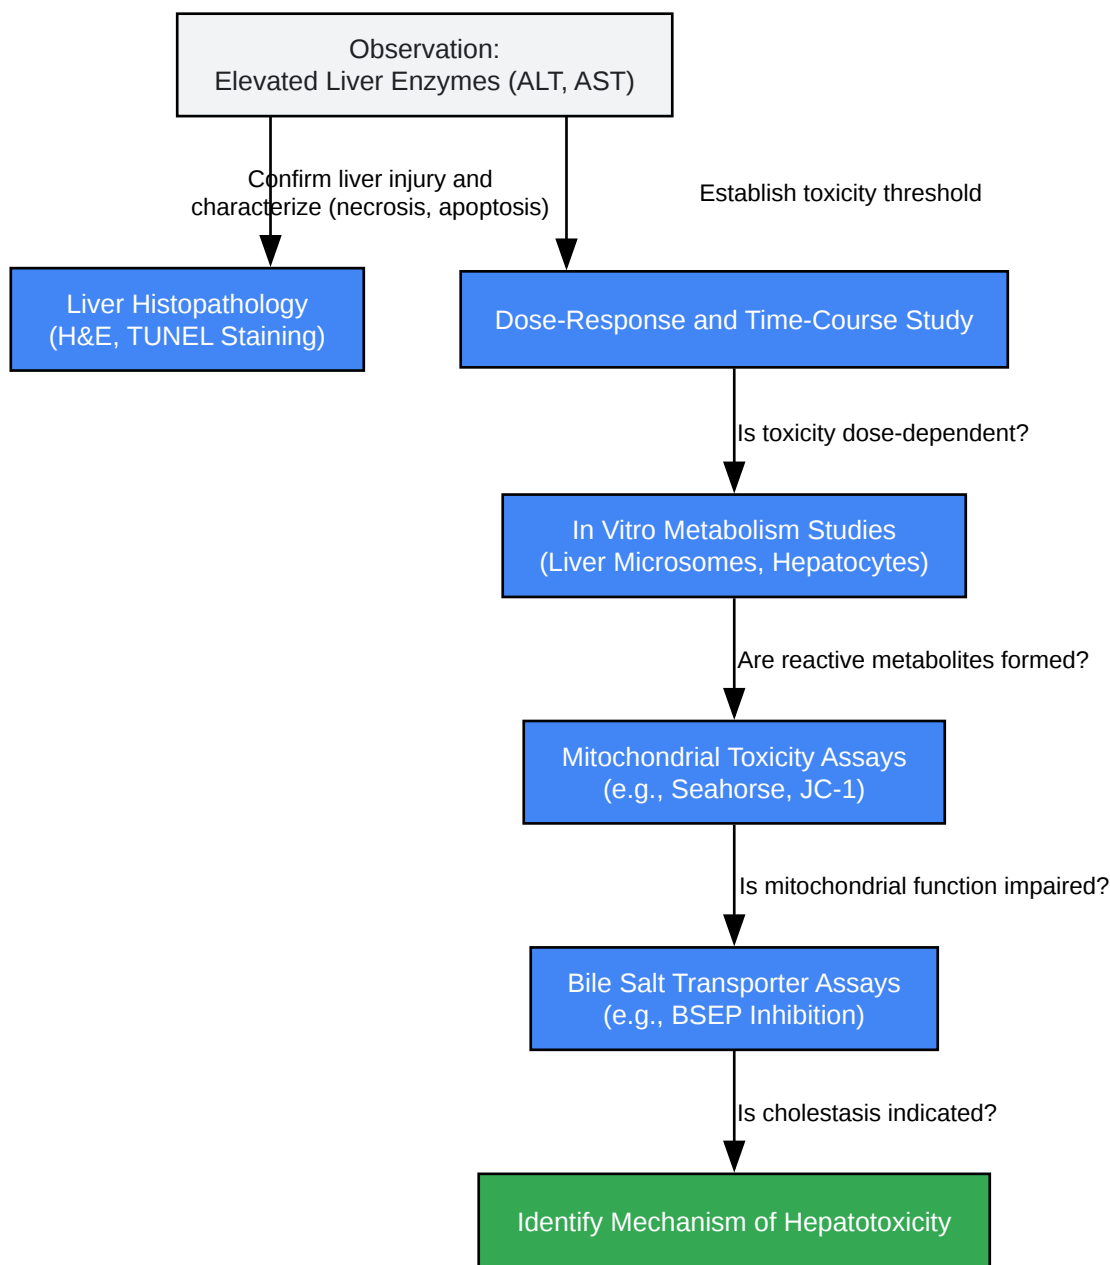 Observation:
Elevated Liver Enzymes (ALT, AST)
Confirm liver injury and
characterize (necrosis, apoptosis)
Establish toxicity threshold
Liver Histopathology
(H&E, TUNEL Staining)
Dose-Response and Time-Course Study
Is toxicity dose-dependent?
In Vitro Metabolism Studies
(Liver Microsomes, Hepatocytes)
Are reactive metabolites formed?
Mitochondrial Toxicity Assays
(e.g., Seahorse, JC-1)
Is mitochondrial function impaired?
Bile Salt Transporter Assays
(e.g., BSEP Inhibition)
Is cholestasis indicated?
Identify Mechanism of Hepatotoxicity